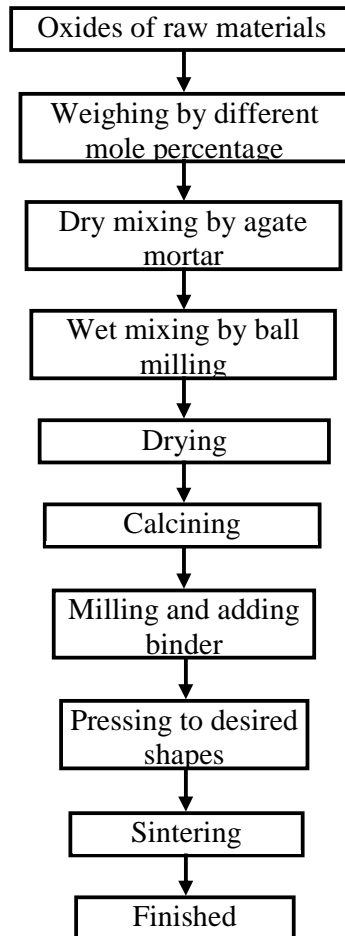 Oxides of raw materials
Weighing by different
mole percentage
Dry mixing by agate
mortar
Wet mixing by ball
milling
Drying
Calcining
Milling and adding
binder
Pressing to desired
shapes
Sintering
Finished